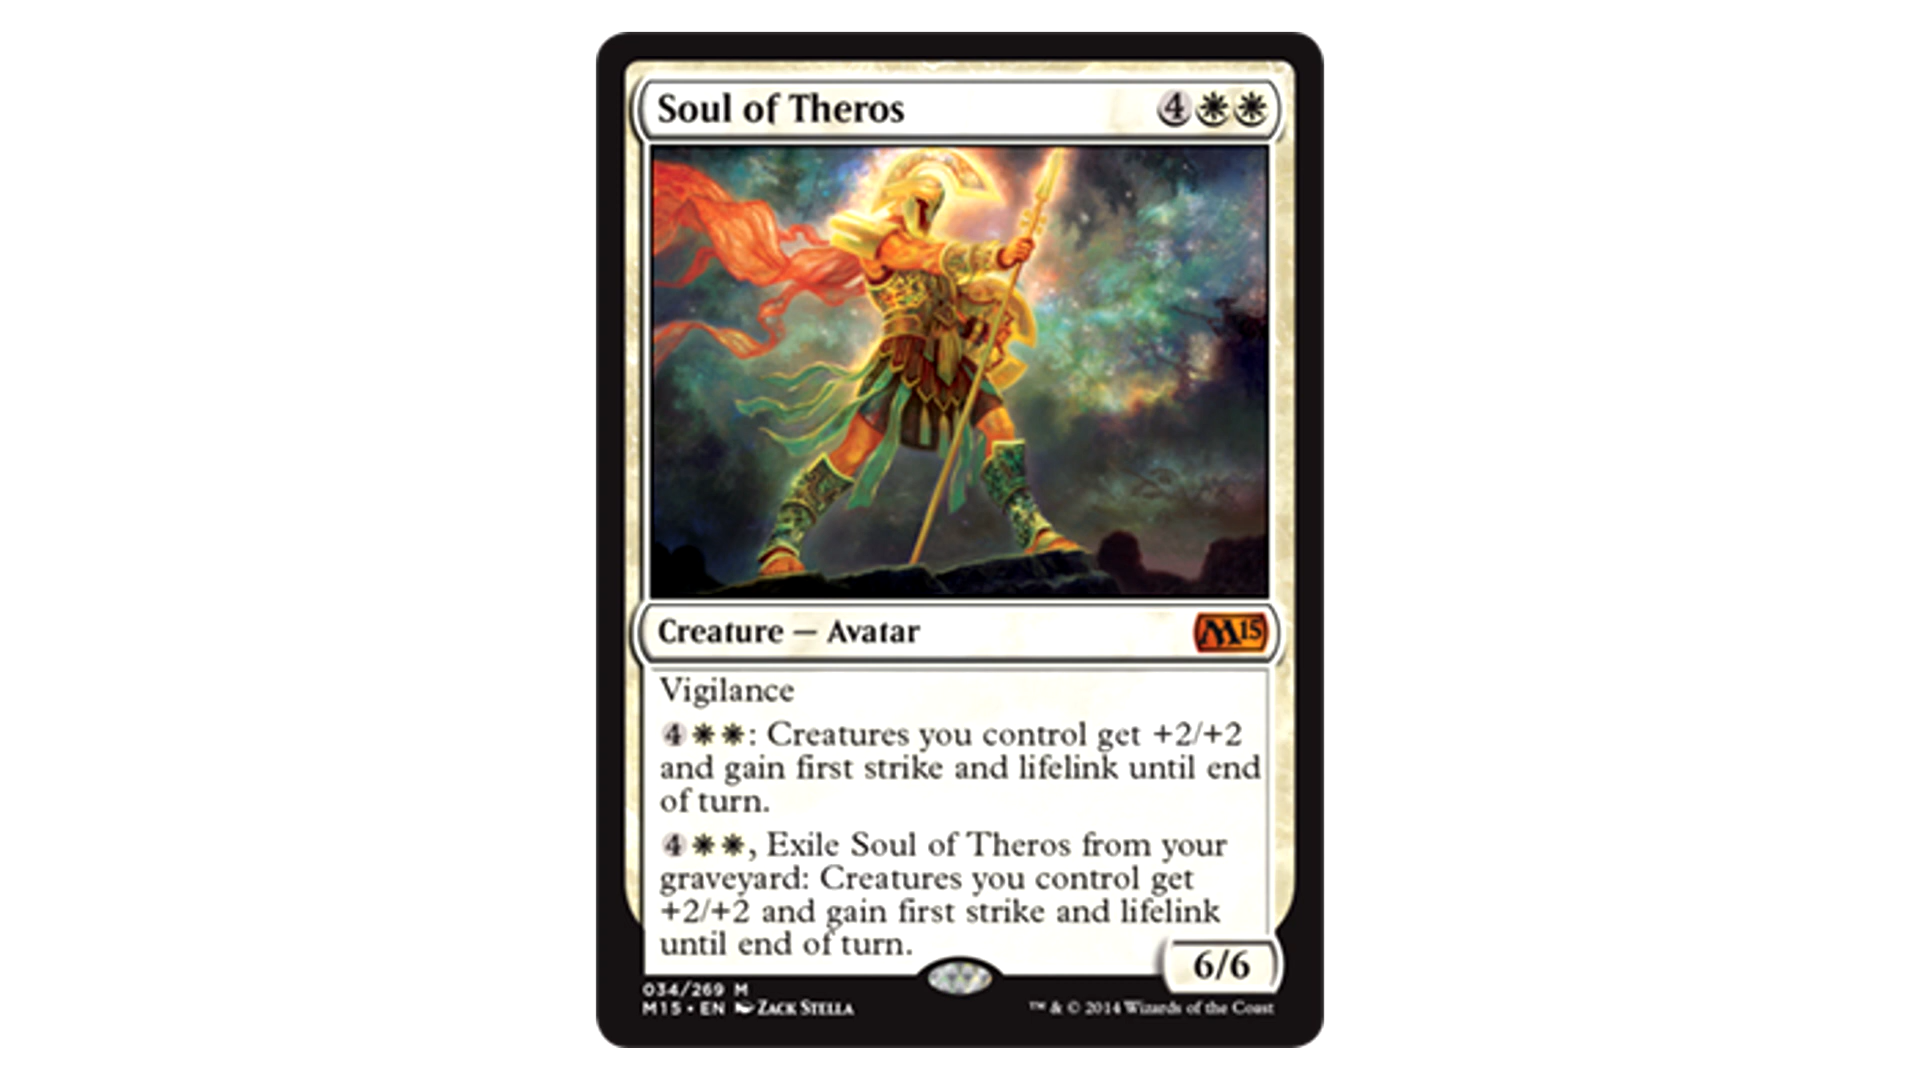 Soul of Theros 4
Creature — Avatar M15
Vigilance
4: Creatures you control get +2/+2
and gain first strike and lifelink until end
of turn.
4, Exile Soul of Theros from your
graveyard: Creatures you control get
+2/+2 and gain first strike and lifelink
until end of turn.
6/6
034/269 M
M15 • EN ZACK STELLA
™ & © 2014 Wizards of the Coast